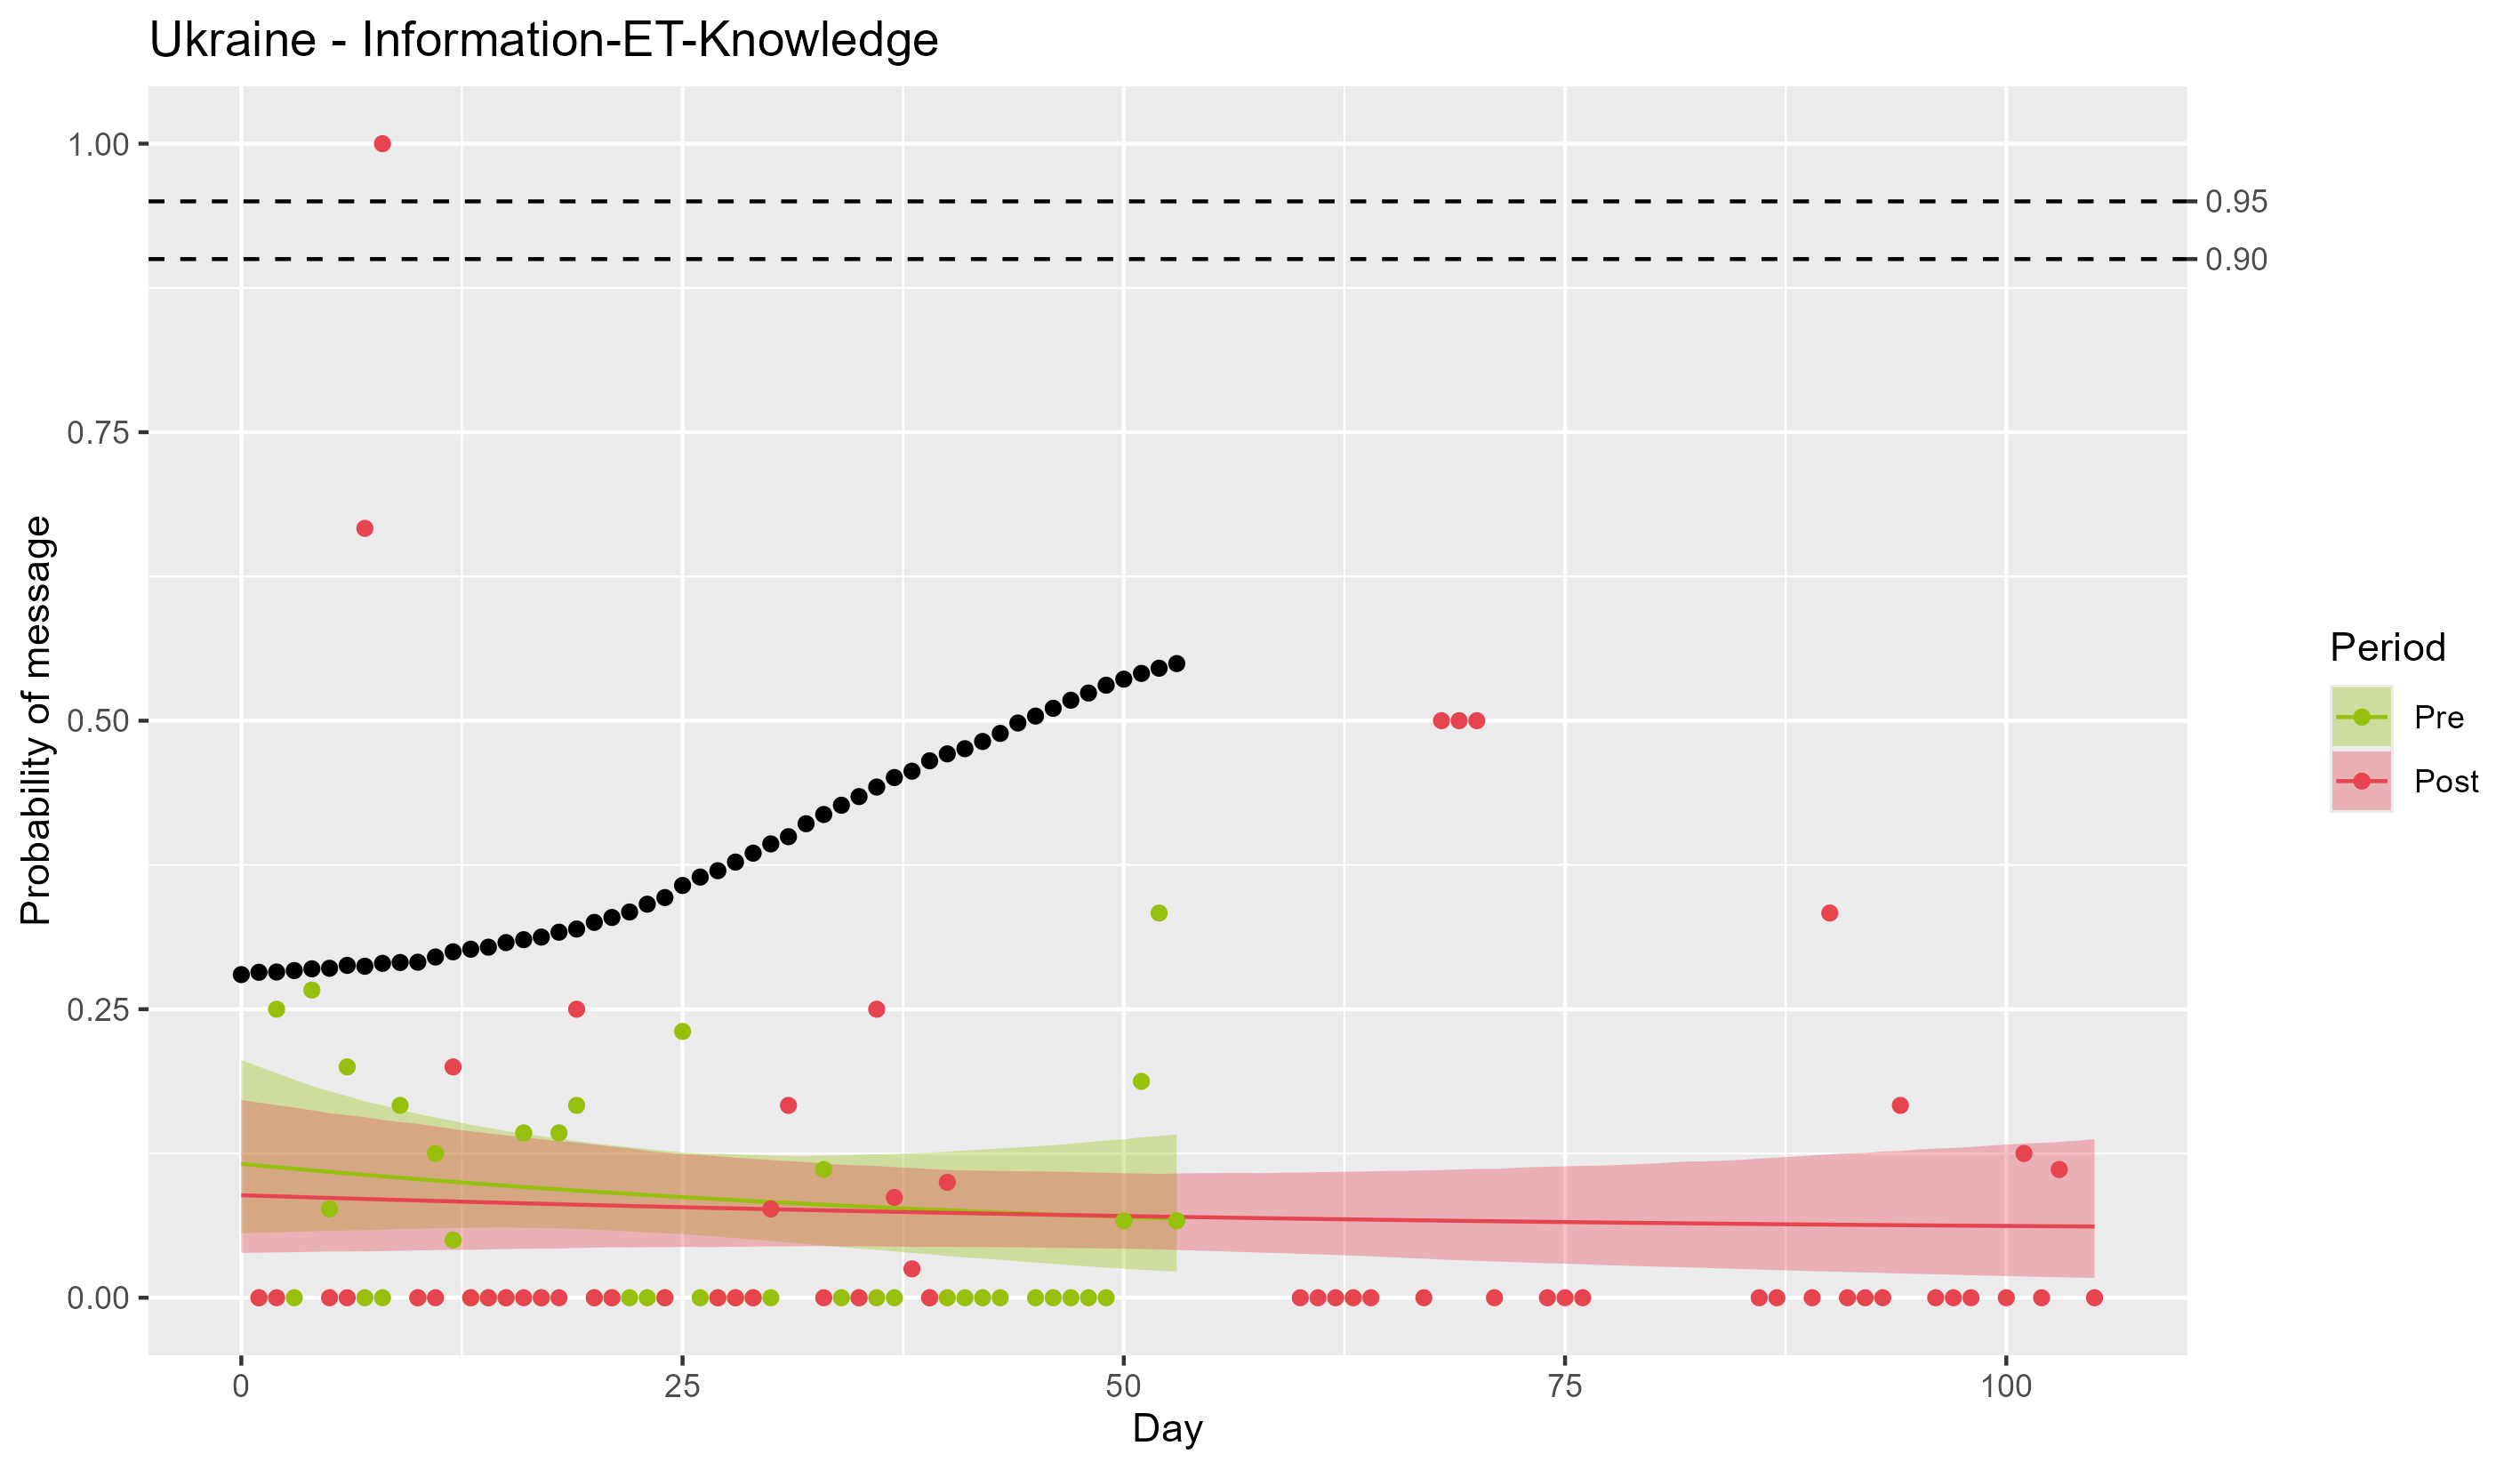 Ukraine - Information-ET-Knowledge
1.00
0.95
0.90
0.75
0.50
0.25
0.00
Probability of message
0
25
50
75
100
Day
Period
Pre
Post